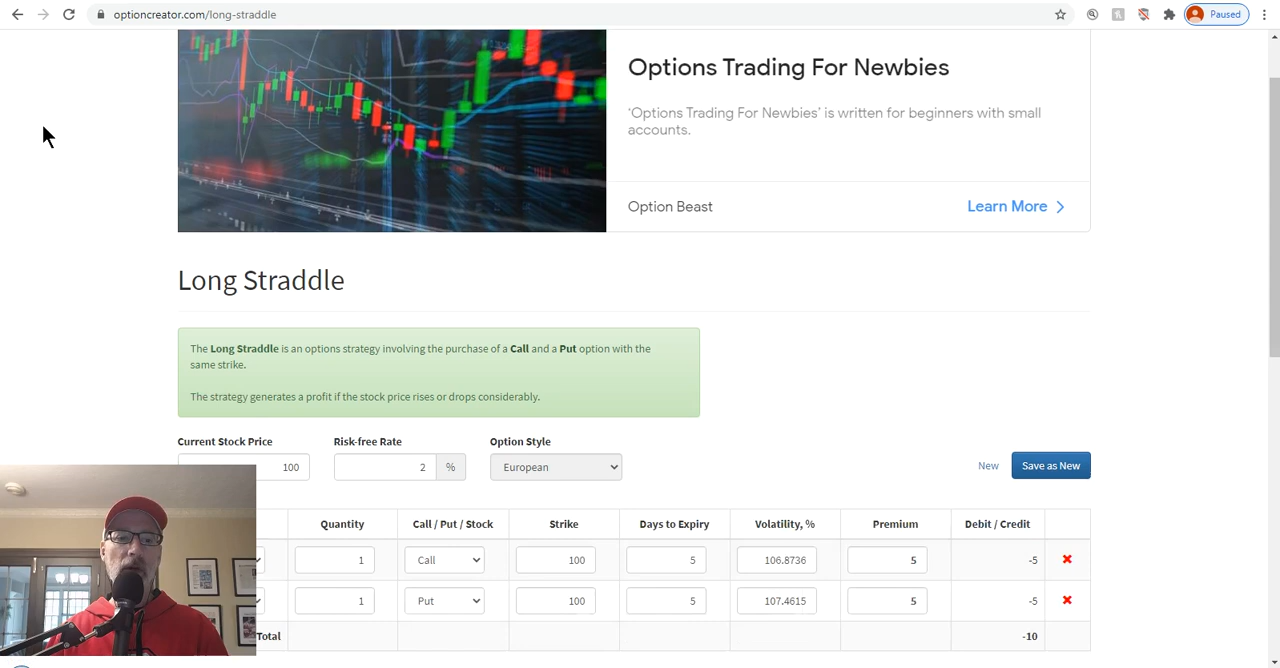 optioncreator.com/long-straddle
Paused
Options Trading For Newbies
‘Options Trading For Newbies’ is written for beginners with small
accounts.
Option Beast
Learn More
Long Straddle
The Long Straddle is an options strategy involving the purchase of a Call and a Put option with the
same strike.
The strategy generates a profit if the stock price rises or drops considerably.
Current Stock Price Risk-free Rate Option Style
100 2 % European New Save as New
Quantity Call / Put / Stock Strike Days to Expiry Volatility, % Premium Debit / Credit
1 Call 100 5 106.8736 5 -5
1 Put 100 5 107.4615 5 -5
Total -10